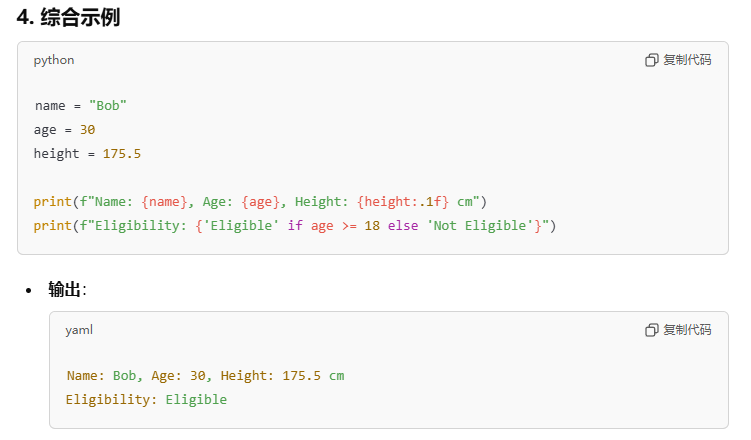 4. 综合示例
python
复制代码
name = "Bob"
age = 30
height = 175.5
print(f"Name: {name}, Age: {age}, Height: {height:.1f} cm")
print(f"Eligibility: {'Eligible' if age >= 18 else 'Not Eligible'}")
• 输出:
yaml
复制代码
Name: Bob, Age: 30, Height: 175.5 cm
Eligibility: Eligible